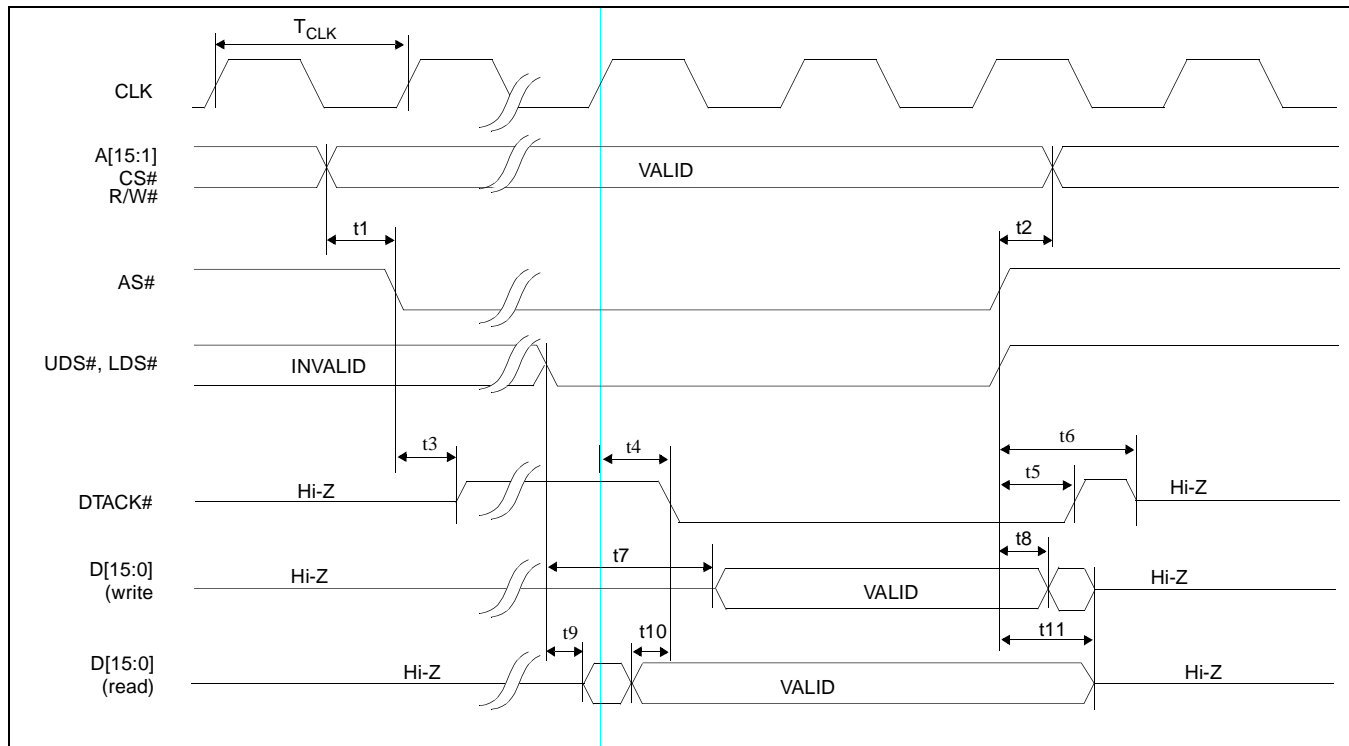 TCLK
CLK
A[15:1]
CS#
R/W#
VALID
t1
t2
AS#
UDS#, LDS#
INVALID
t3
t4
t6
t5
DTACK#
Hi-Z
Hi-Z
t7
t8
D[15:0]
(write
Hi-Z
VALID
Hi-Z
t9
t10
t11
D[15:0]
(read)
Hi-Z
VALID
Hi-Z